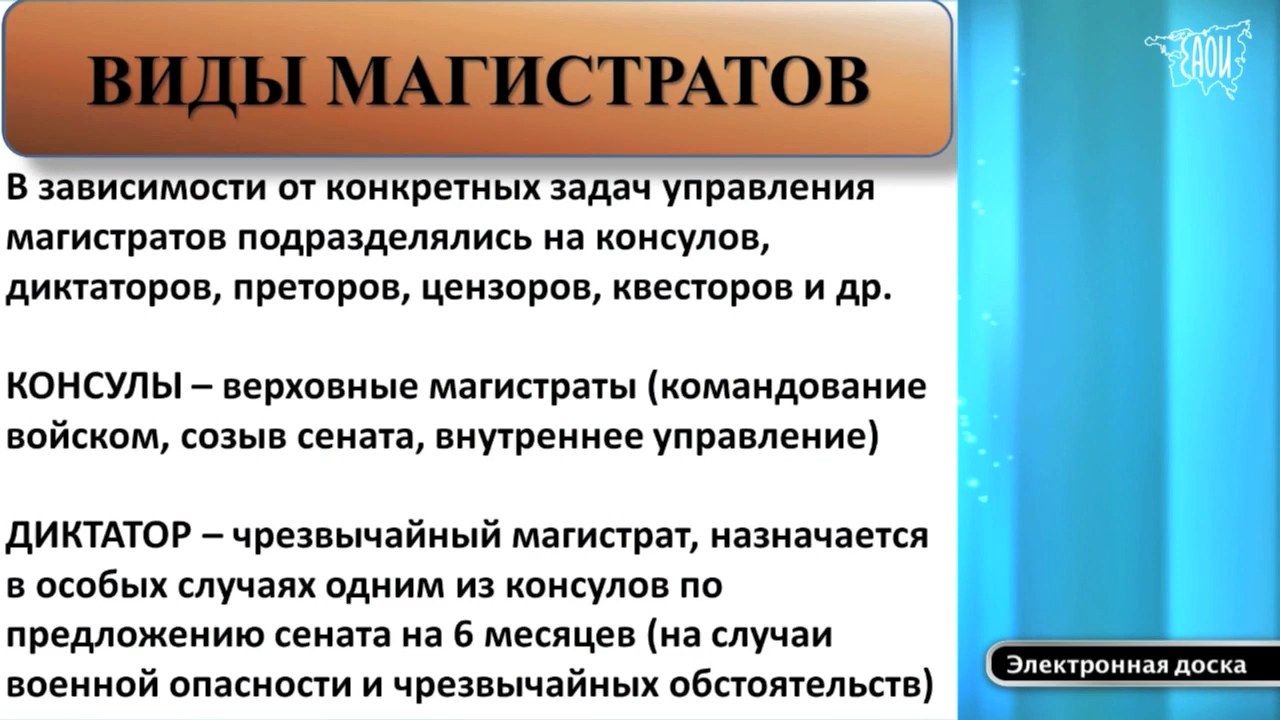 ВИДЫ МАГИСТРАТОВ
ЕАОИ
В зависимости от конкретных задач управления
магистратов подразделялись на консулов,
диктаторов, преторов, цензоров, квесторов и др.
КОНСУЛЫ – верховные магистраты (командование
войском, созыв сената, внутреннее управление)
ДИКТАТОР – чрезвычайный магистрат, назначается
в особых случаях одним из консулов по
предложению сената на 6 месяцев (на случаи
военной опасности и чрезвычайных обстоятельств)
Электронная доска